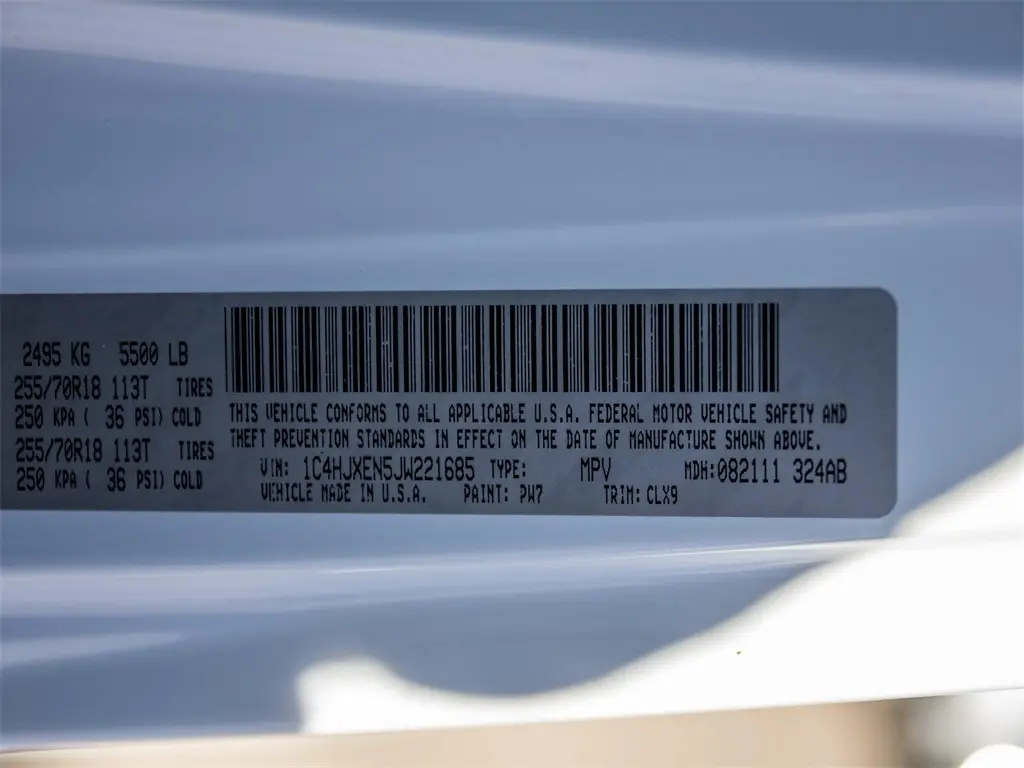 2495 KG 5500 LB
255/70R18 113T TIRES
250 KPA ( 36 PSI) COLD
255/70R18 113T TIRES
250 KPA ( 36 PSI) COLD
THIS VEHICLE CONFORMS TO ALL APPLICABLE U.S.A. FEDERAL MOTOR VEHICLE SAFETY AND
THEFT PREVENTION STANDARDS IN EFFECT ON THE DATE OF MANUFACTURE SHOWN ABOVE.
VIN: 1C4HJXEN5JW221685 TYPE: MPV MDH:082111 324AB
VEHICLE MADE IN U.S.A. PAINT: PW7 TRIM: CLX9